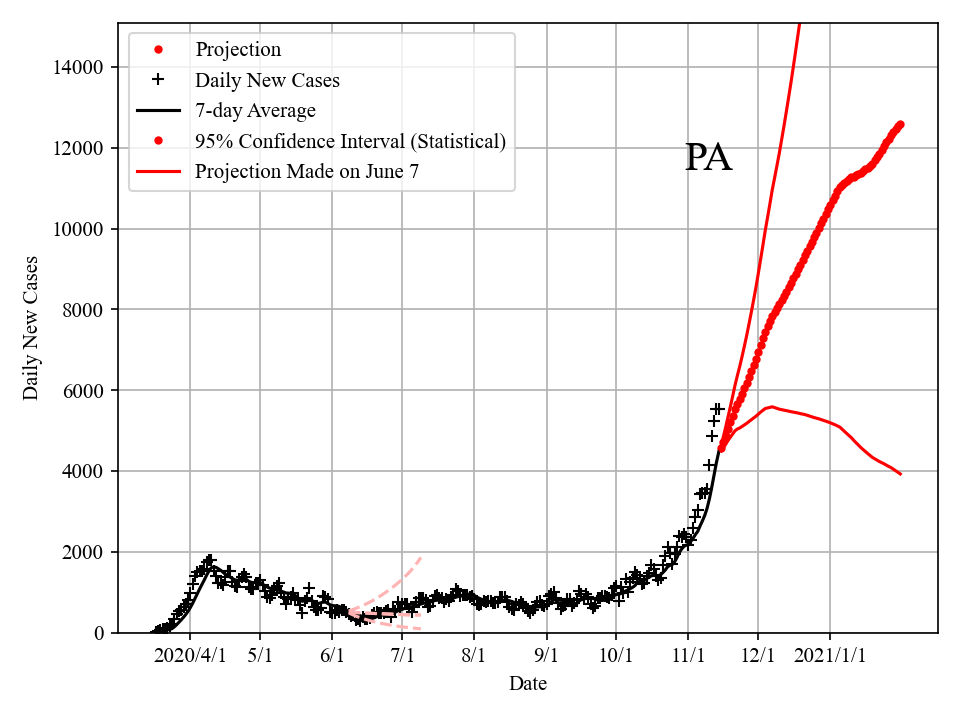 Projection
Daily New Cases
7-day Average
95% Confidence Interval (Statistical)
Projection Made on June 7
PA
14000
12000
10000
8000
6000
4000
2000
0
Daily New Cases
2020/4/1 5/1 6/1 7/1 8/1 9/1 10/1 11/1 12/1 2021/1/1
Date